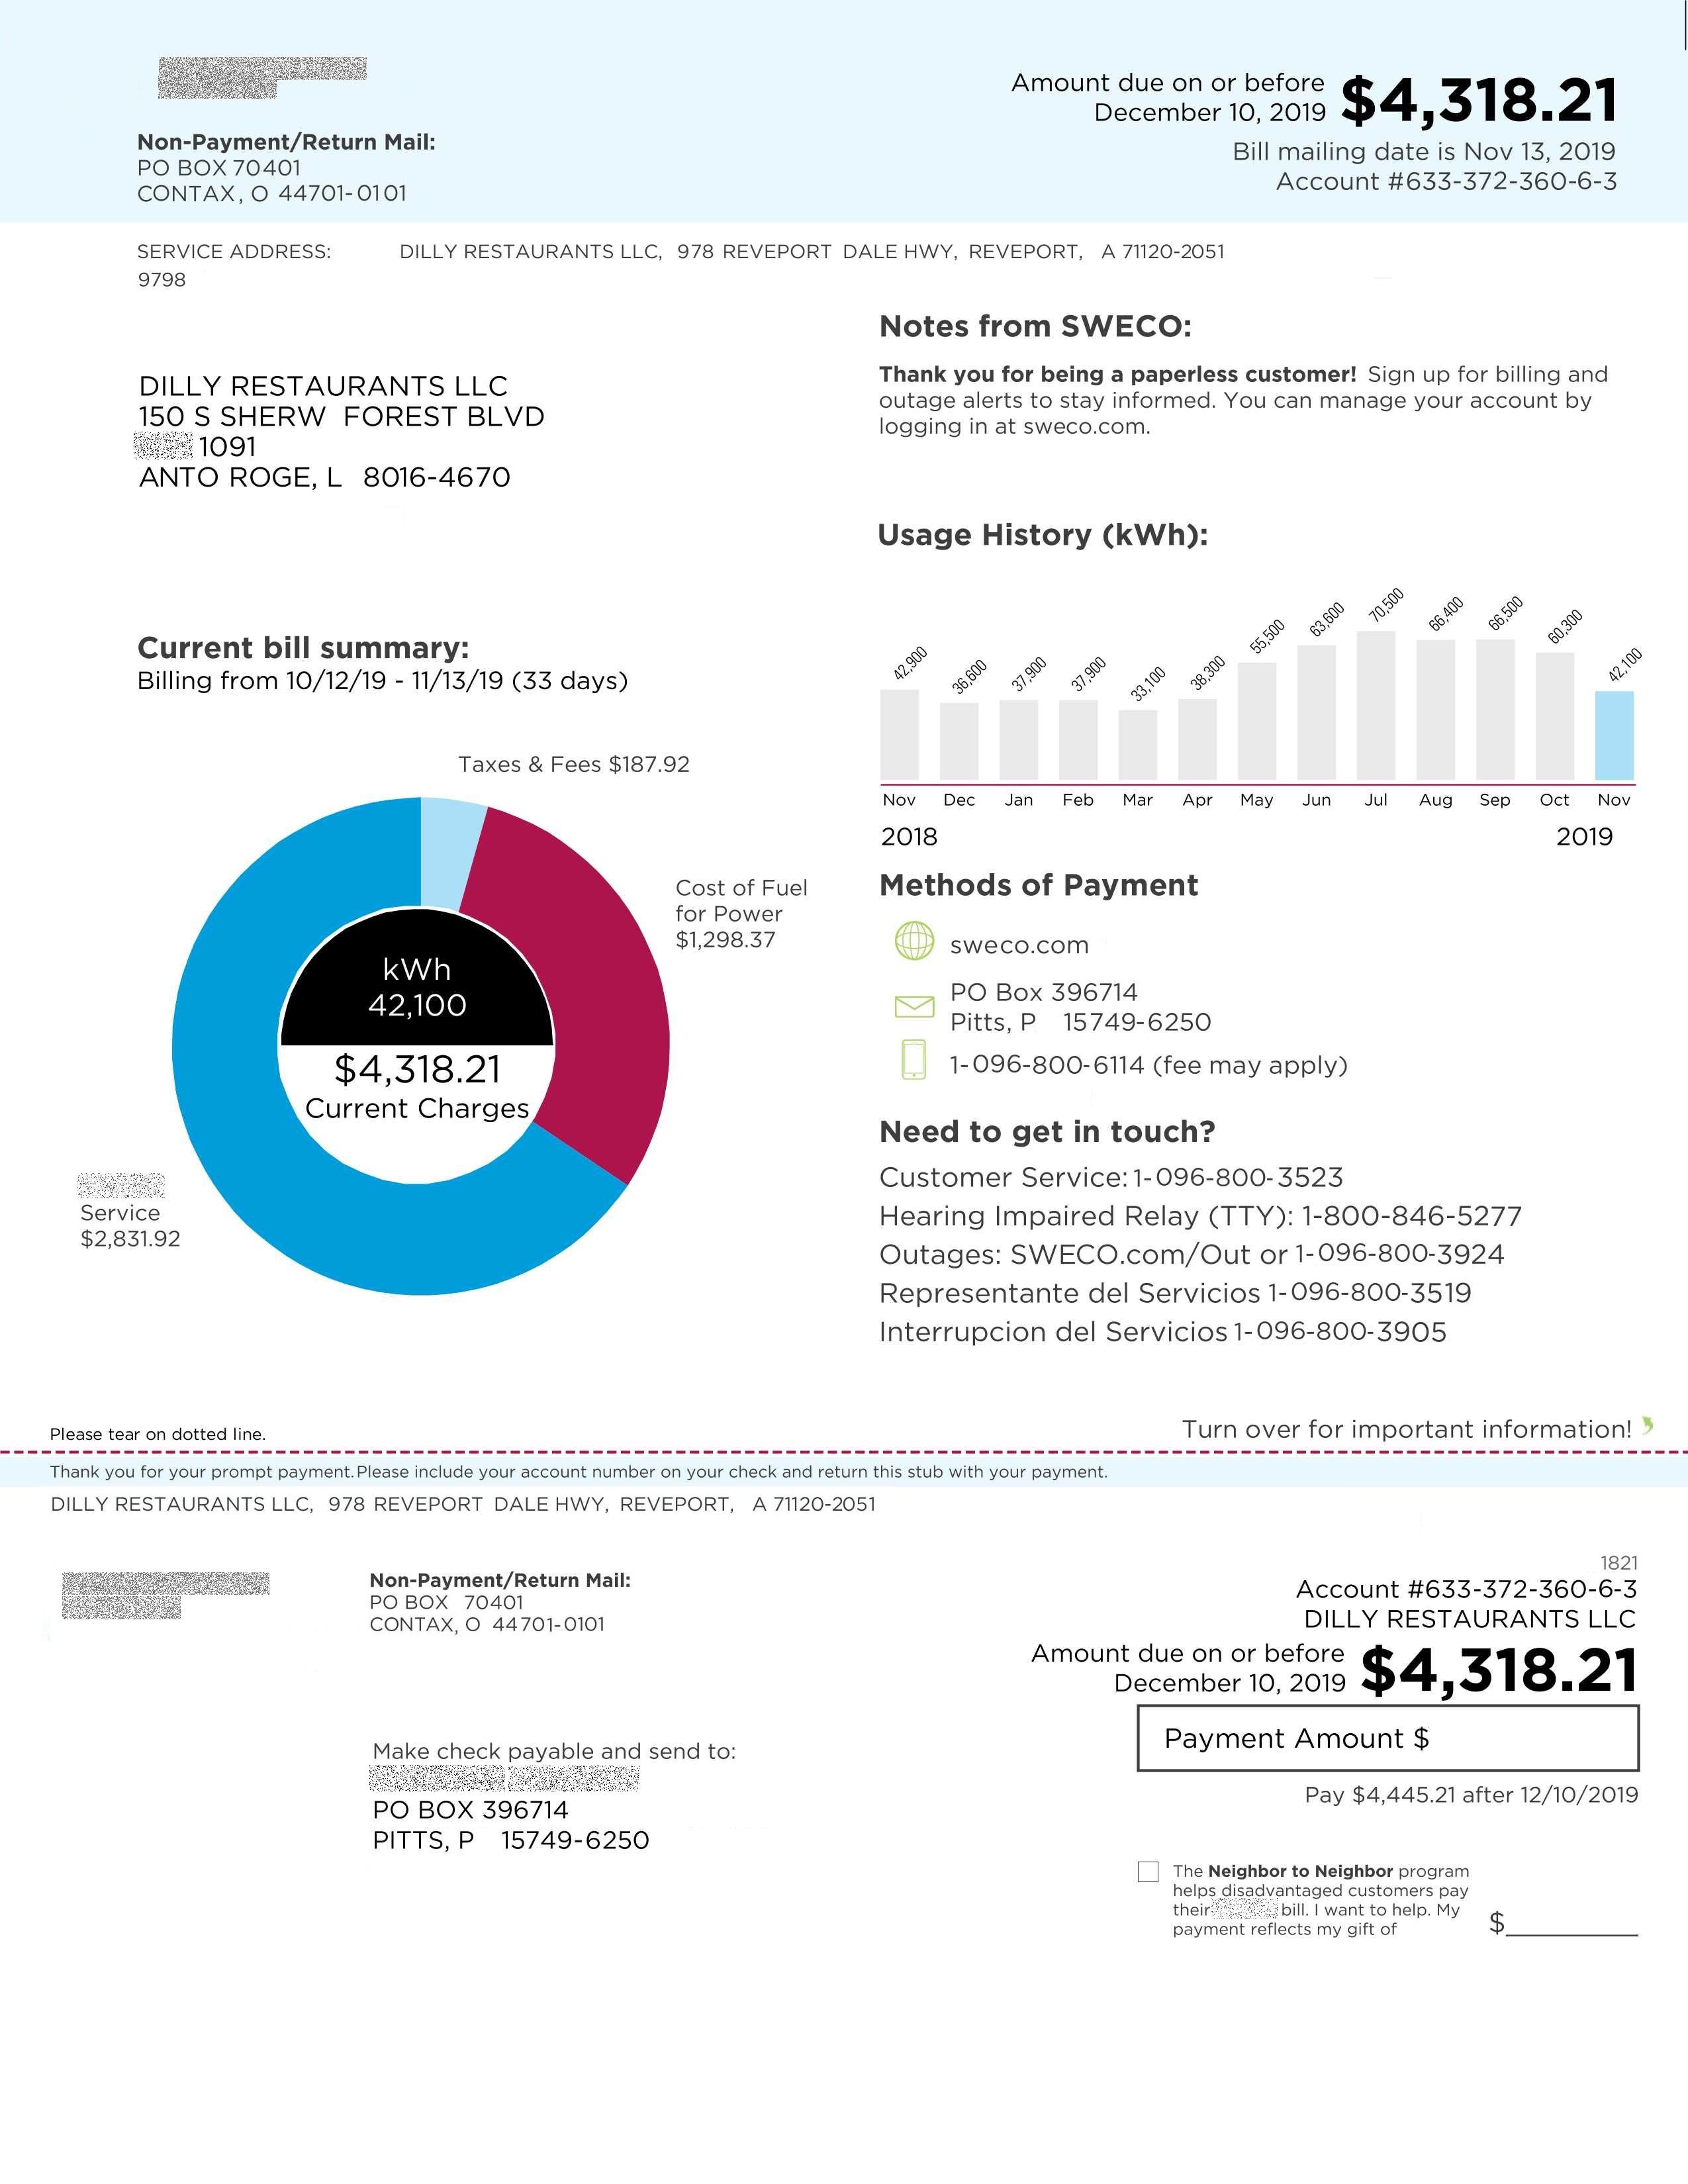 Amount due on or before
December 10, 2019 $4,318.21
Bill mailing date is Nov 13, 2019
Account #633-372-360-6-3
Non-Payment/Return Mail:
PO BOX 70401
CONTAX, O 44701-0101
SERVICE ADDRESS: DILLY RESTAURANTS LLC, 978 REVEPORT DALE HWY, REVEPORT, A 71120-2051
9798
DILLY RESTAURANTS LLC
150 S SHERW FOREST BLVD
1091
ANTO ROGE, L 8016-4670
Notes from SWECO:
Thank you for being a paperless customer! Sign up for billing and
outage alerts to stay informed. You can manage your account by
logging in at sweco.com.
Current bill summary:
Billing from 10/12/19 - 11/13/19 (33 days)
Taxes & Fees $187.92
Cost of Fuel
for Power
$1,298.37
kWh
42,100
$4,318.21
Current Charges
Service
$2,831.92
Usage History (kWh):
42,900 36,600 37,900 37,900 33,100 38,300 55,500 63,600 70,500 66,400 66,500 60,300 42,100
Nov Dec Jan Feb Mar Apr May Jun Jul Aug Sep Oct Nov
2018 2019
Methods of Payment
sweco.com
PO Box 396714
Pitts, P 15749-6250
1-096-800-6114 (fee may apply)
Need to get in touch?
Customer Service: 1-096-800-3523
Hearing Impaired Relay (TTY): 1-800-846-5277
Outages: SWECO.com/Out or 1-096-800-3924
Representante del Servicios 1-096-800-3519
Interrupcion del Servicios 1-096-800-3905
Please tear on dotted line.
Turn over for important information!
Thank you for your prompt payment. Please include your account number on your check and return this stub with your payment.
DILLY RESTAURANTS LLC, 978 REVEPORT DALE HWY, REVEPORT, A 71120-2051
Non-Payment/Return Mail:
PO BOX 70401
CONTAX, O 44701-0101
Make check payable and send to:
PO BOX 396714
PITTS, P 15749-6250
1821
Account #633-372-360-6-3
DILLY RESTAURANTS LLC
Amount due on or before
December 10, 2019 $4,318.21
Payment Amount $
Pay $4,445.21 after 12/10/2019
The Neighbor to Neighbor program
helps disadvantaged customers pay
their bill. I want to help. My
payment reflects my gift of $